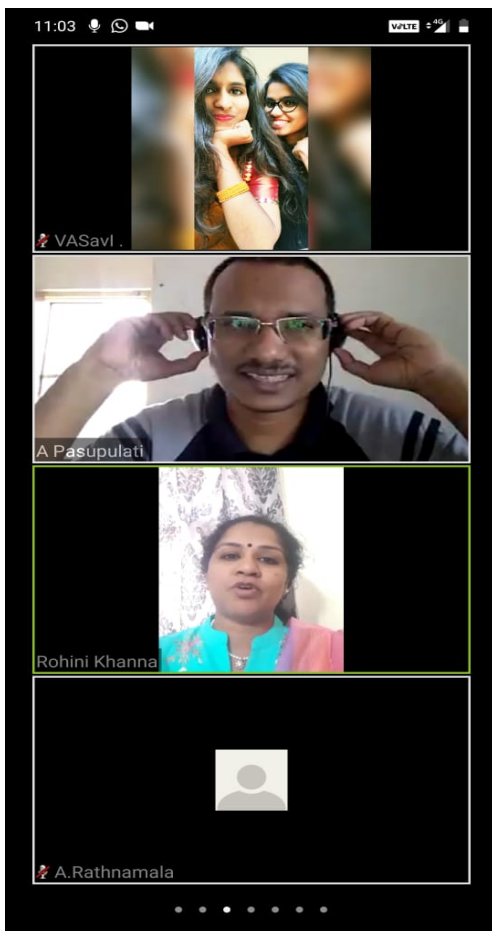 11:03 VoLTE 4G
VASavI .
A Pasupulati
Rohini Khanna
A.Rathnamala